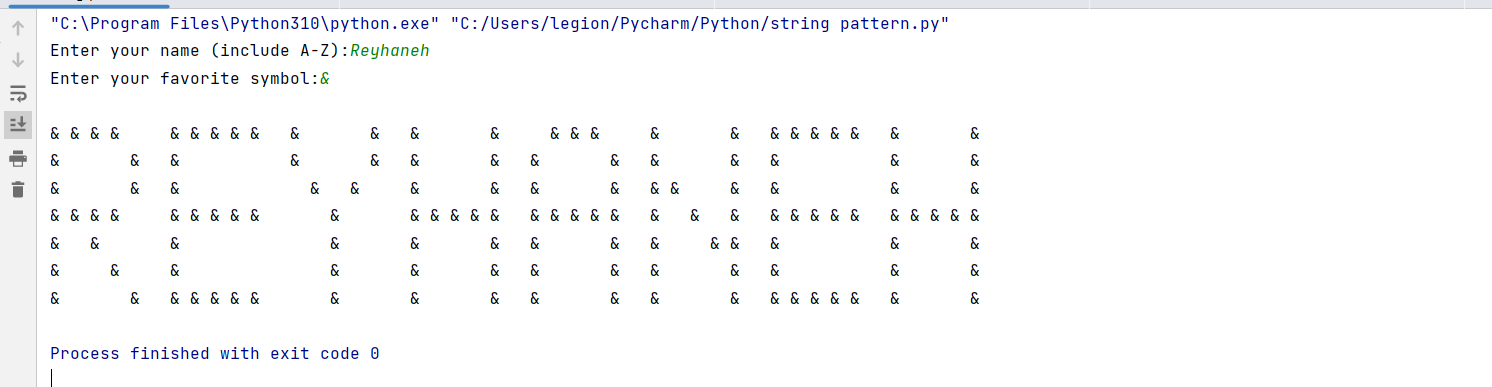 "C:\Program Files\Python310\python.exe" "C:/Users/legion/Pycharm/Python/string pattern.py"
Enter your name (include A-Z):Reyhaneh
Enter your favorite symbol:&
& & & &     & & & & &   &       &   &       &     & & &     &       &   & & & & &   &       &
&       &   &           &       &   &       &   &       &   &       &   &           &       &
&       &   &             &   &     &       &   &       &   & &     &   &           &       &
& & & &     & & & & &       &       & & & & &   & & & & &   &   &   &   & & & & &   & & & & &
&   &       &               &       &       &   &       &   &     & &   &           &       &
&     &     &               &       &       &   &       &   &       &   &           &       &
&       &   & & & & &       &       &       &   &       &   &       &   & & & & &   &       &
Process finished with exit code 0